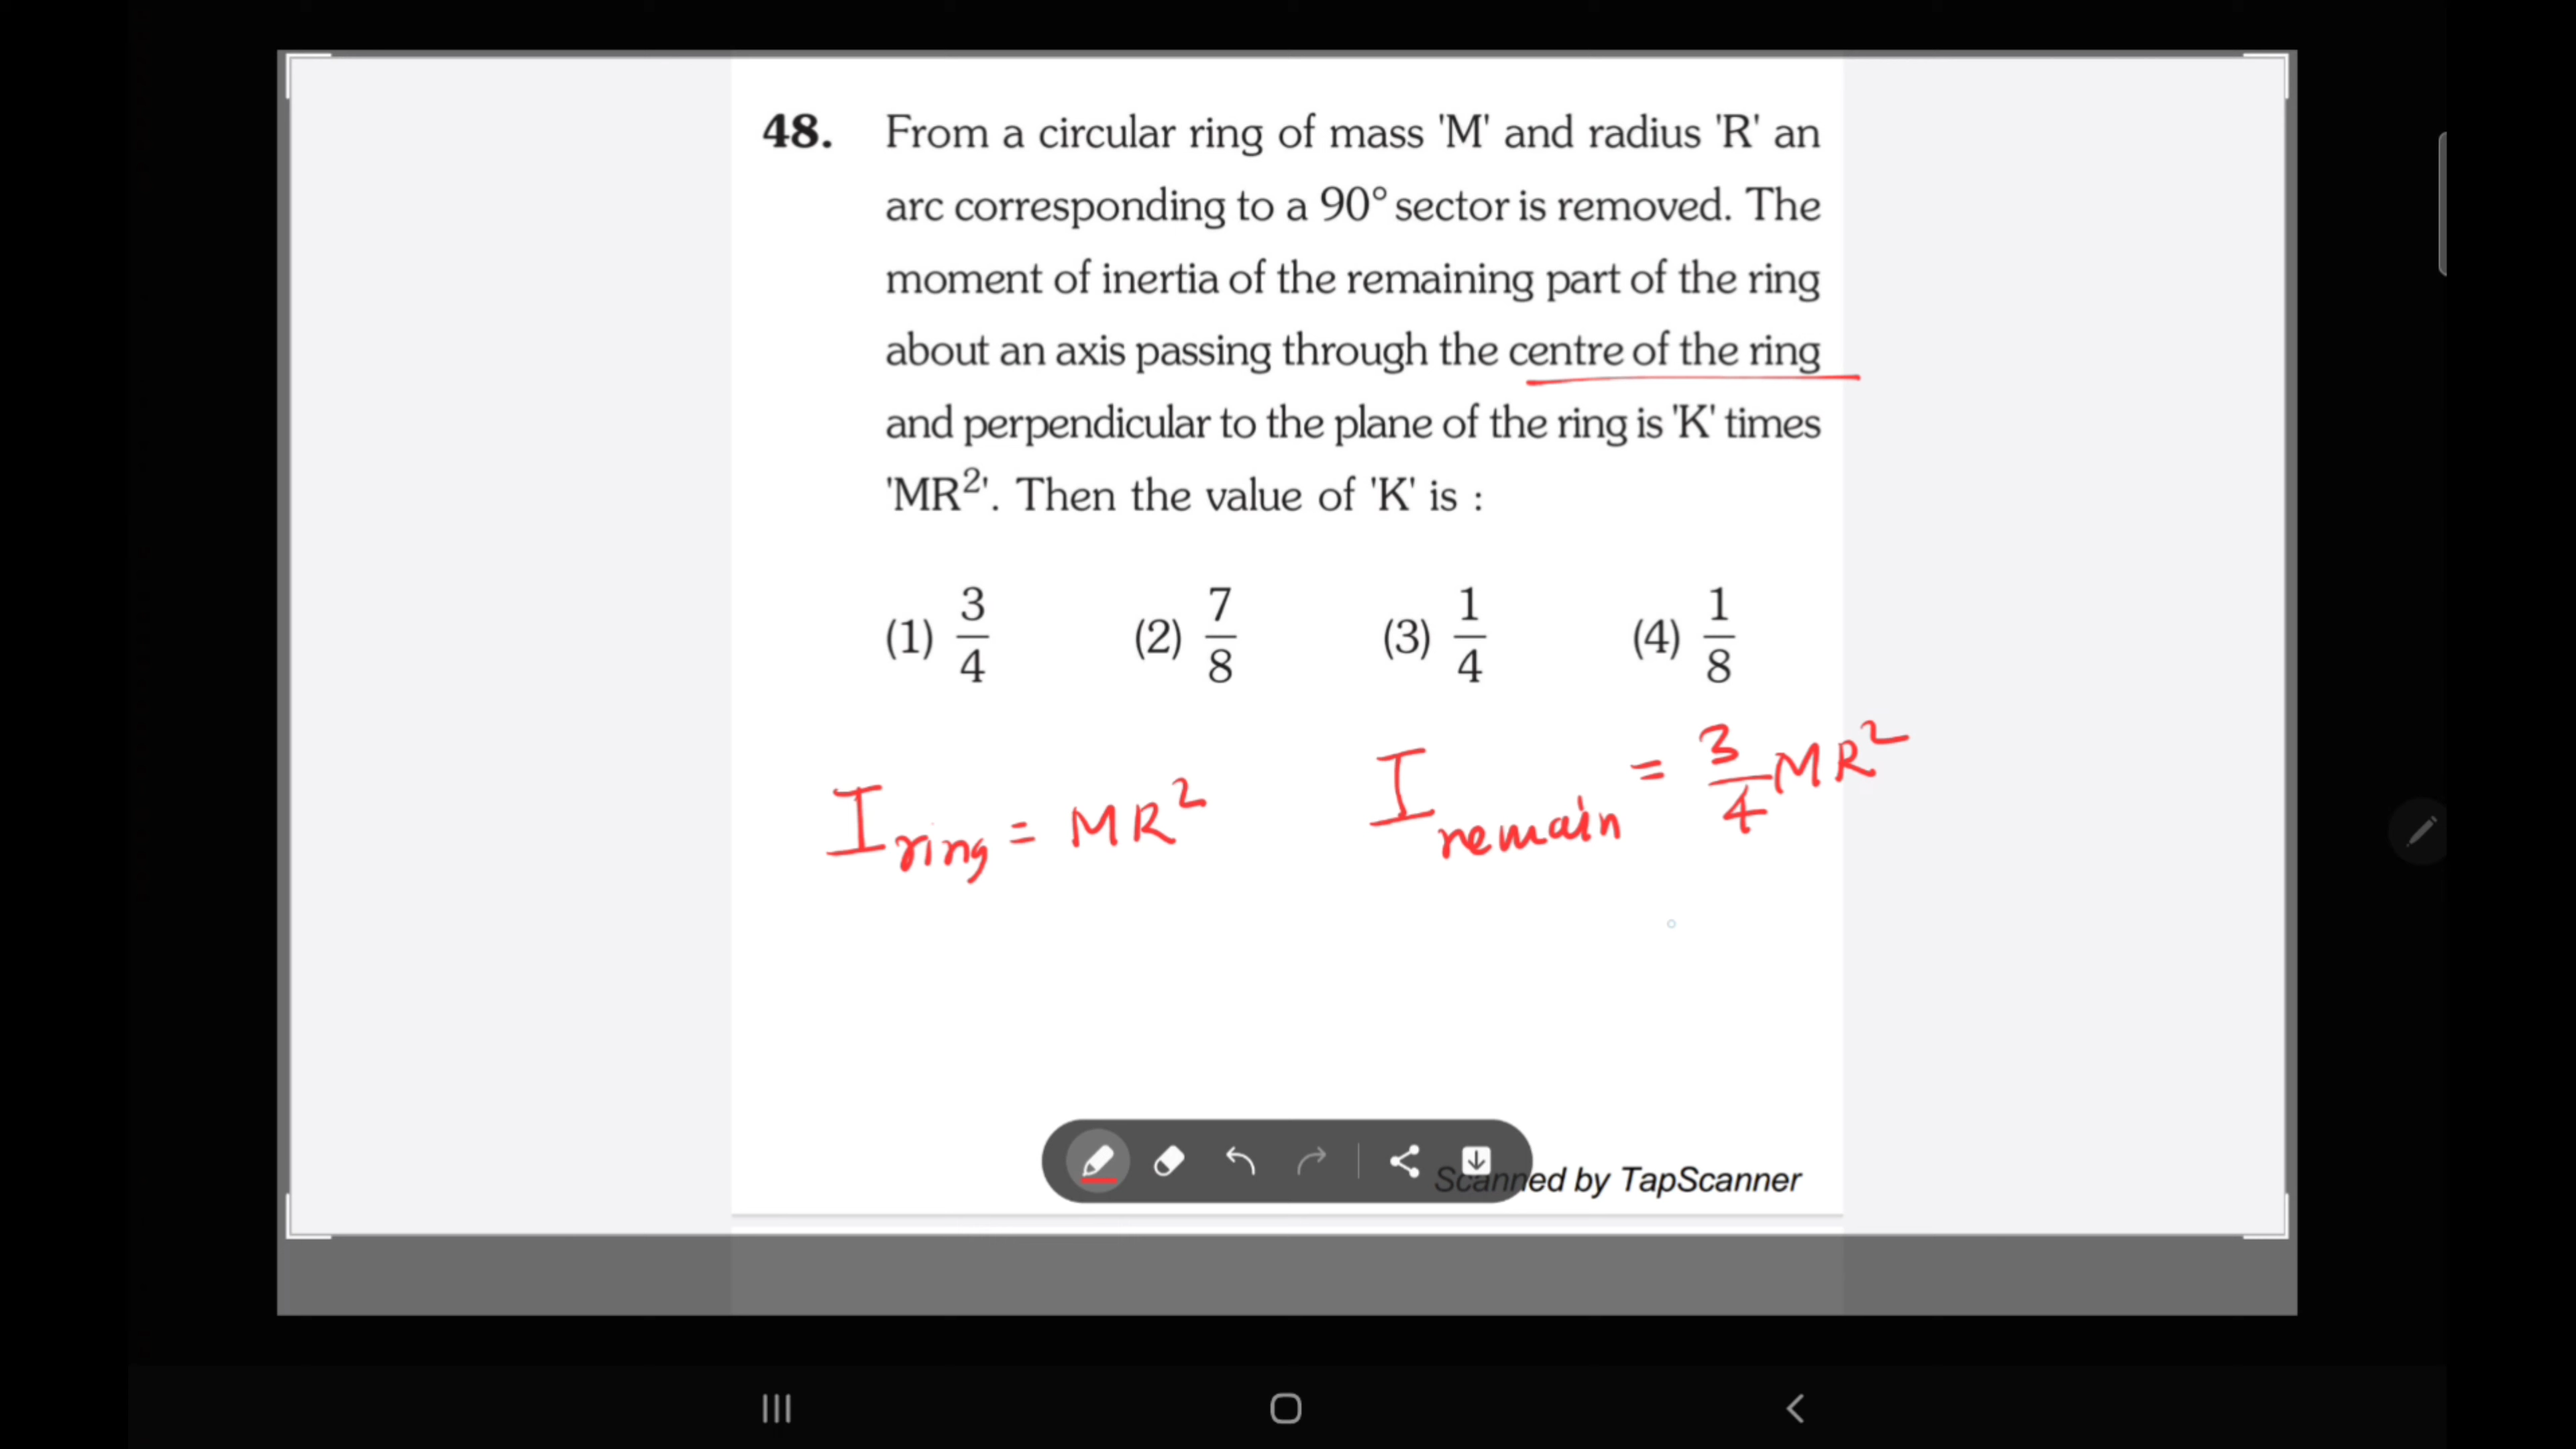 48. From a circular ring of mass 'M' and radius 'R' an
arc corresponding to a 90° sector is removed. The
moment of inertia of the remaining part of the ring
about an axis passing through the centre of the ring
and perpendicular to the plane of the ring is 'K' times
'MR²'. Then the value of 'K' is :
(1) 3/4 (2) 7/8 (3) 1/4 (4) 1/8
I ring = MR² I remain = 3/4 MR²
Scanned by TapScanner